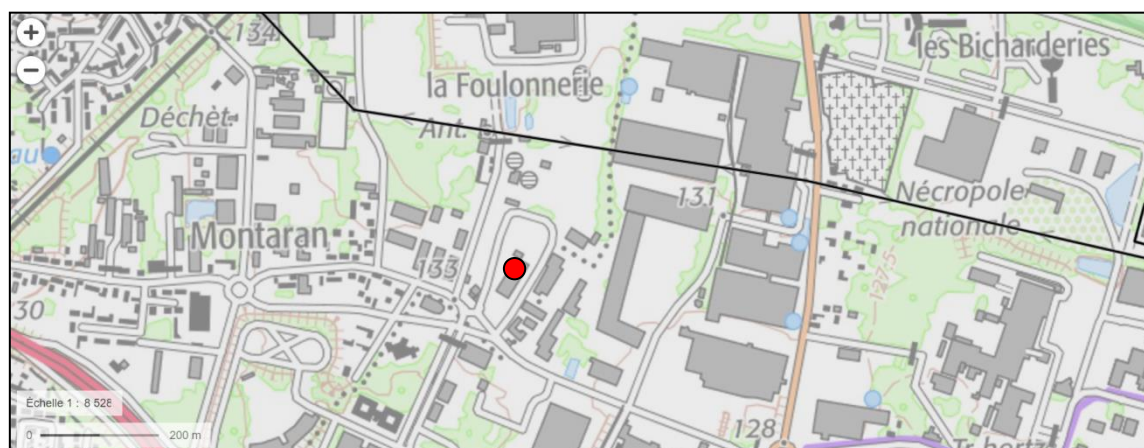 +
−
134
la Foulonnerie
les Bicharderies
Déchèt.
Ant.
131
Nécropole
nationale
Montaran
133
127.5
30
128
Échelle 1 : 8 528
0
200 m